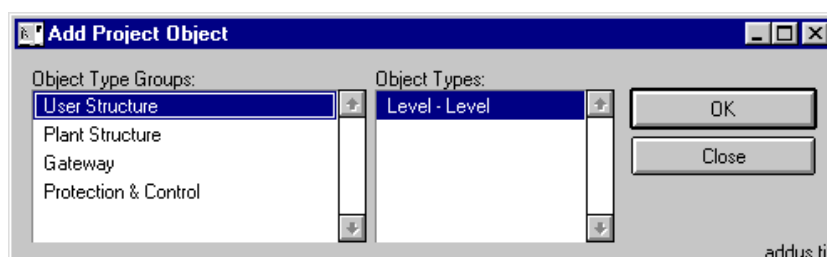 Add Project Object
Object Type Groups:
User Structure
Plant Structure
Gateway
Protection & Control
Object Types:
Level - Level
OK
Close